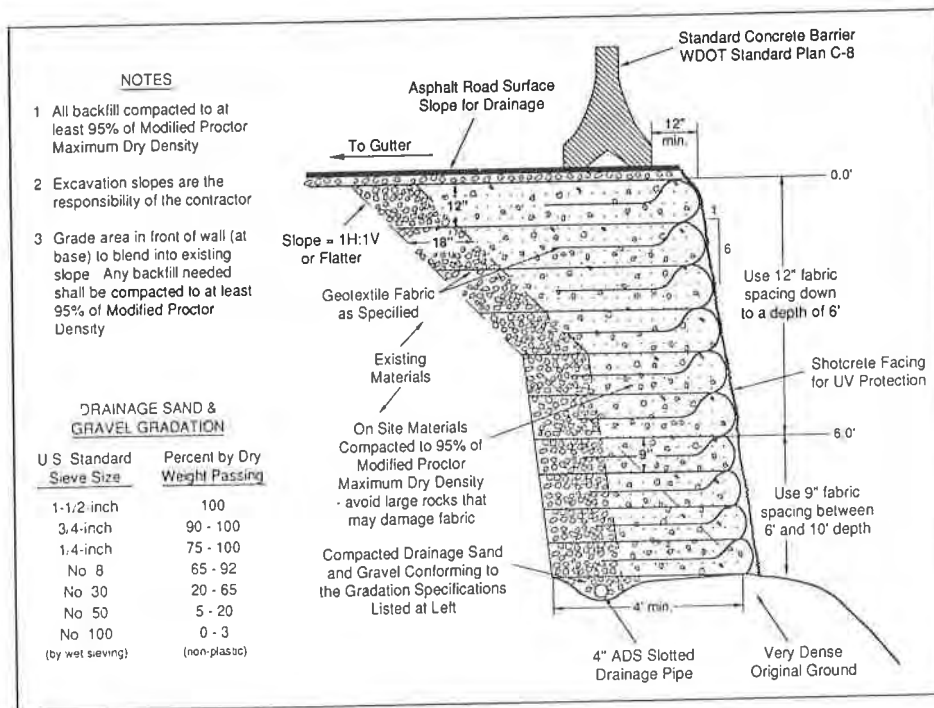 NOTES
1 All backfill compacted to at
least 95% of Modified Proctor
Maximum Dry Density
2 Excavation slopes are the
responsibility of the contractor
3 Grade area in front of wall (at
base) to blend into existing
slope Any backfill needed
shall be compacted to at least
95% of Modified Proctor
Density
DRAINAGE SAND &
GRAVEL GRADATION
U.S. Standard Percent by Dry
Sieve Size Weight Passing
1-1/2-inch 100
3/4-inch 90 - 100
1/4-inch 75 - 100
No 8 65 - 92
No 30 20 - 65
No 50 5 - 20
No 100 0 - 3
(by wet sieving) (non-plastic)
Standard Concrete Barrier
WDOT Standard Plan C-8
Asphalt Road Surface
Slope for Drainage
To Gutter
12"
min.
0.0'
12"
1
6
Slope = 1H:1V
or Flatter
18"
Geotextile Fabric
as Specified
Use 12" fabric
spacing down
to a depth of 6'
Existing
Materials
Shotcrete Facing
for UV Protection
On Site Materials
Compacted to 95% of
Modified Proctor
Maximum Dry Density
- avoid large rocks that
may damage fabric
6.0'
9"
Use 9" fabric
spacing between
6' and 10' depth
Compacted Drainage Sand
and Gravel Conforming to
the Gradation Specifications
Listed at Left
4' min.
4" ADS Slotted
Drainage Pipe
Very Dense
Original Ground